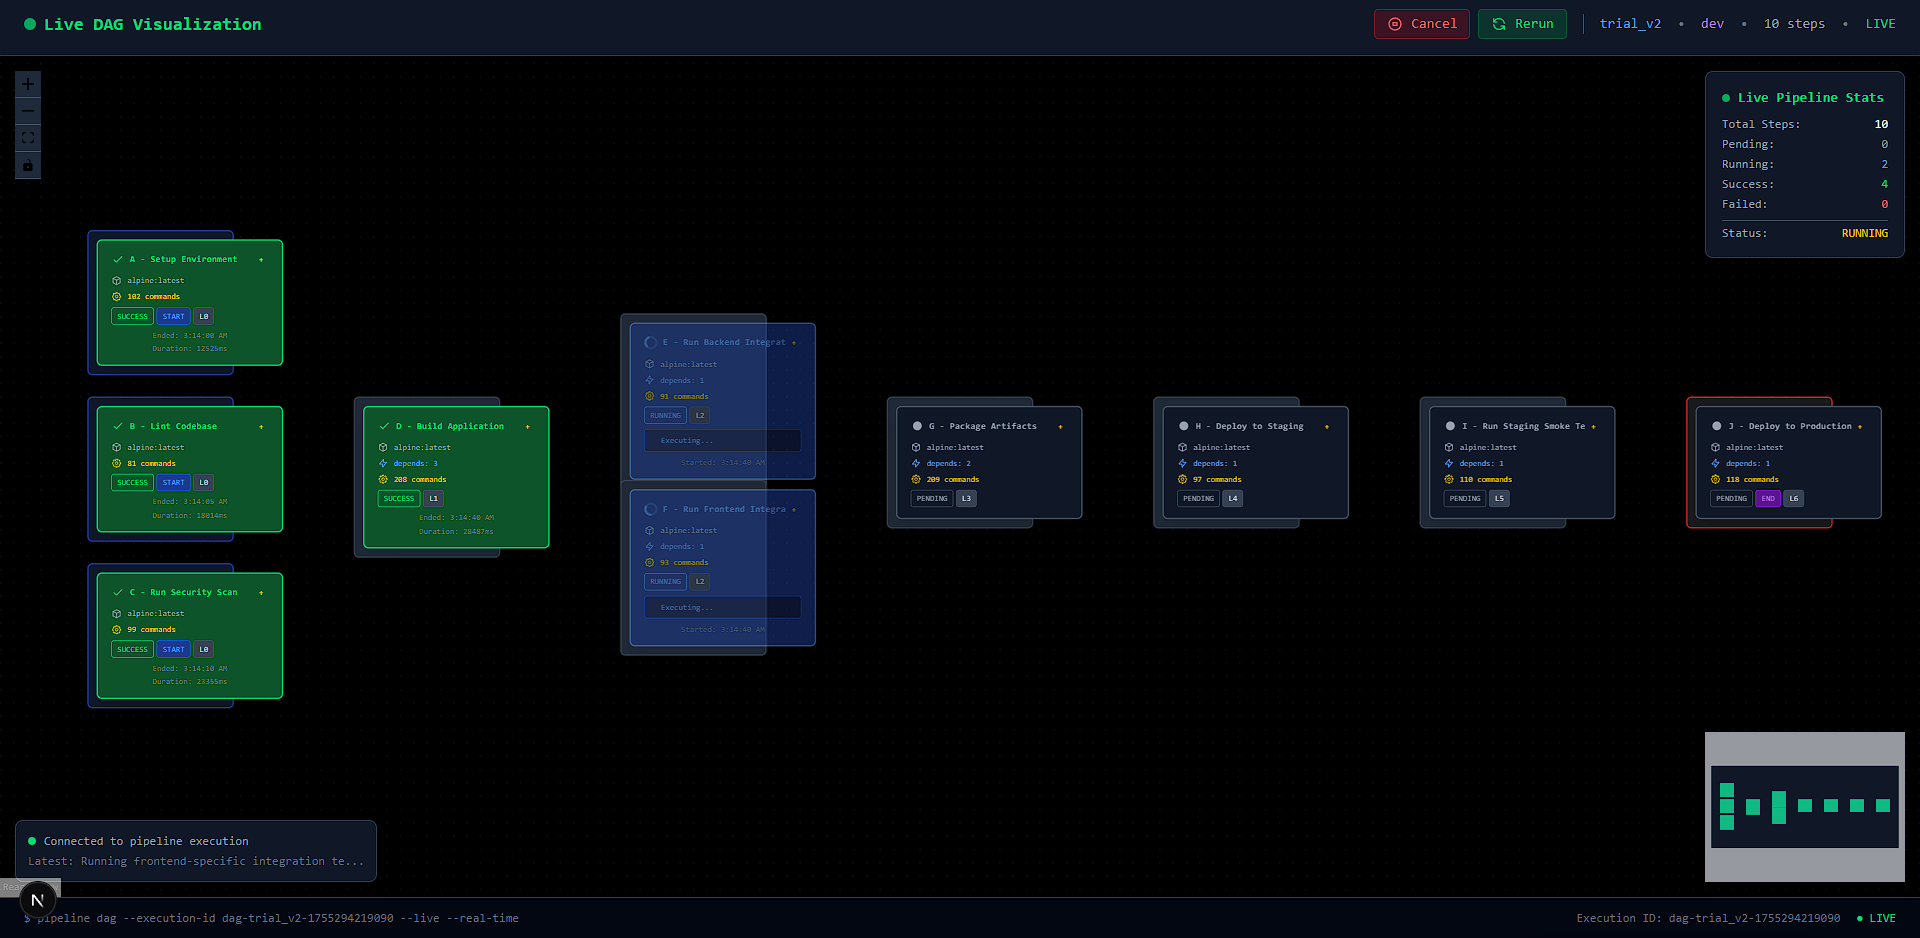 Live DAG Visualization
Cancel
Rerun
trial_v2 • dev • 10 steps • LIVE
Live Pipeline Stats
Total Steps: 10
Pending: 0
Running: 2
Success: 4
Failed: 0
Status: RUNNING
A - Setup Environment +
alpine:latest
102 commands
SUCCESS START L0
Ended: 3:14:00 AM
Duration: 12525ms
B - Lint Codebase +
alpine:latest
81 commands
SUCCESS START L0
Ended: 3:14:05 AM
Duration: 18014ms
C - Run Security Scan +
alpine:latest
99 commands
SUCCESS START L0
Ended: 3:14:10 AM
Duration: 23355ms
D - Build Application +
alpine:latest
depends: 3
208 commands
SUCCESS L1
Ended: 3:14:40 AM
Duration: 28487ms
E - Run Backend Integrat +
alpine:latest
depends: 1
91 commands
RUNNING L2
Executing...
Started: 3:14:40 AM
F - Run Frontend Integra +
alpine:latest
depends: 1
93 commands
RUNNING L2
Executing...
Started: 3:14:40 AM
G - Package Artifacts +
alpine:latest
depends: 2
209 commands
PENDING L3
H - Deploy to Staging +
alpine:latest
depends: 1
97 commands
PENDING L4
I - Run Staging Smoke Te +
alpine:latest
depends: 1
110 commands
PENDING L5
J - Deploy to Production +
alpine:latest
depends: 1
118 commands
PENDING END L6
Connected to pipeline execution
Latest: Running frontend-specific integration te...
N
$ pipeline dag --execution-id dag-trial_v2-1755294219090 --live --real-time
Execution ID: dag-trial_v2-1755294219090 • LIVE